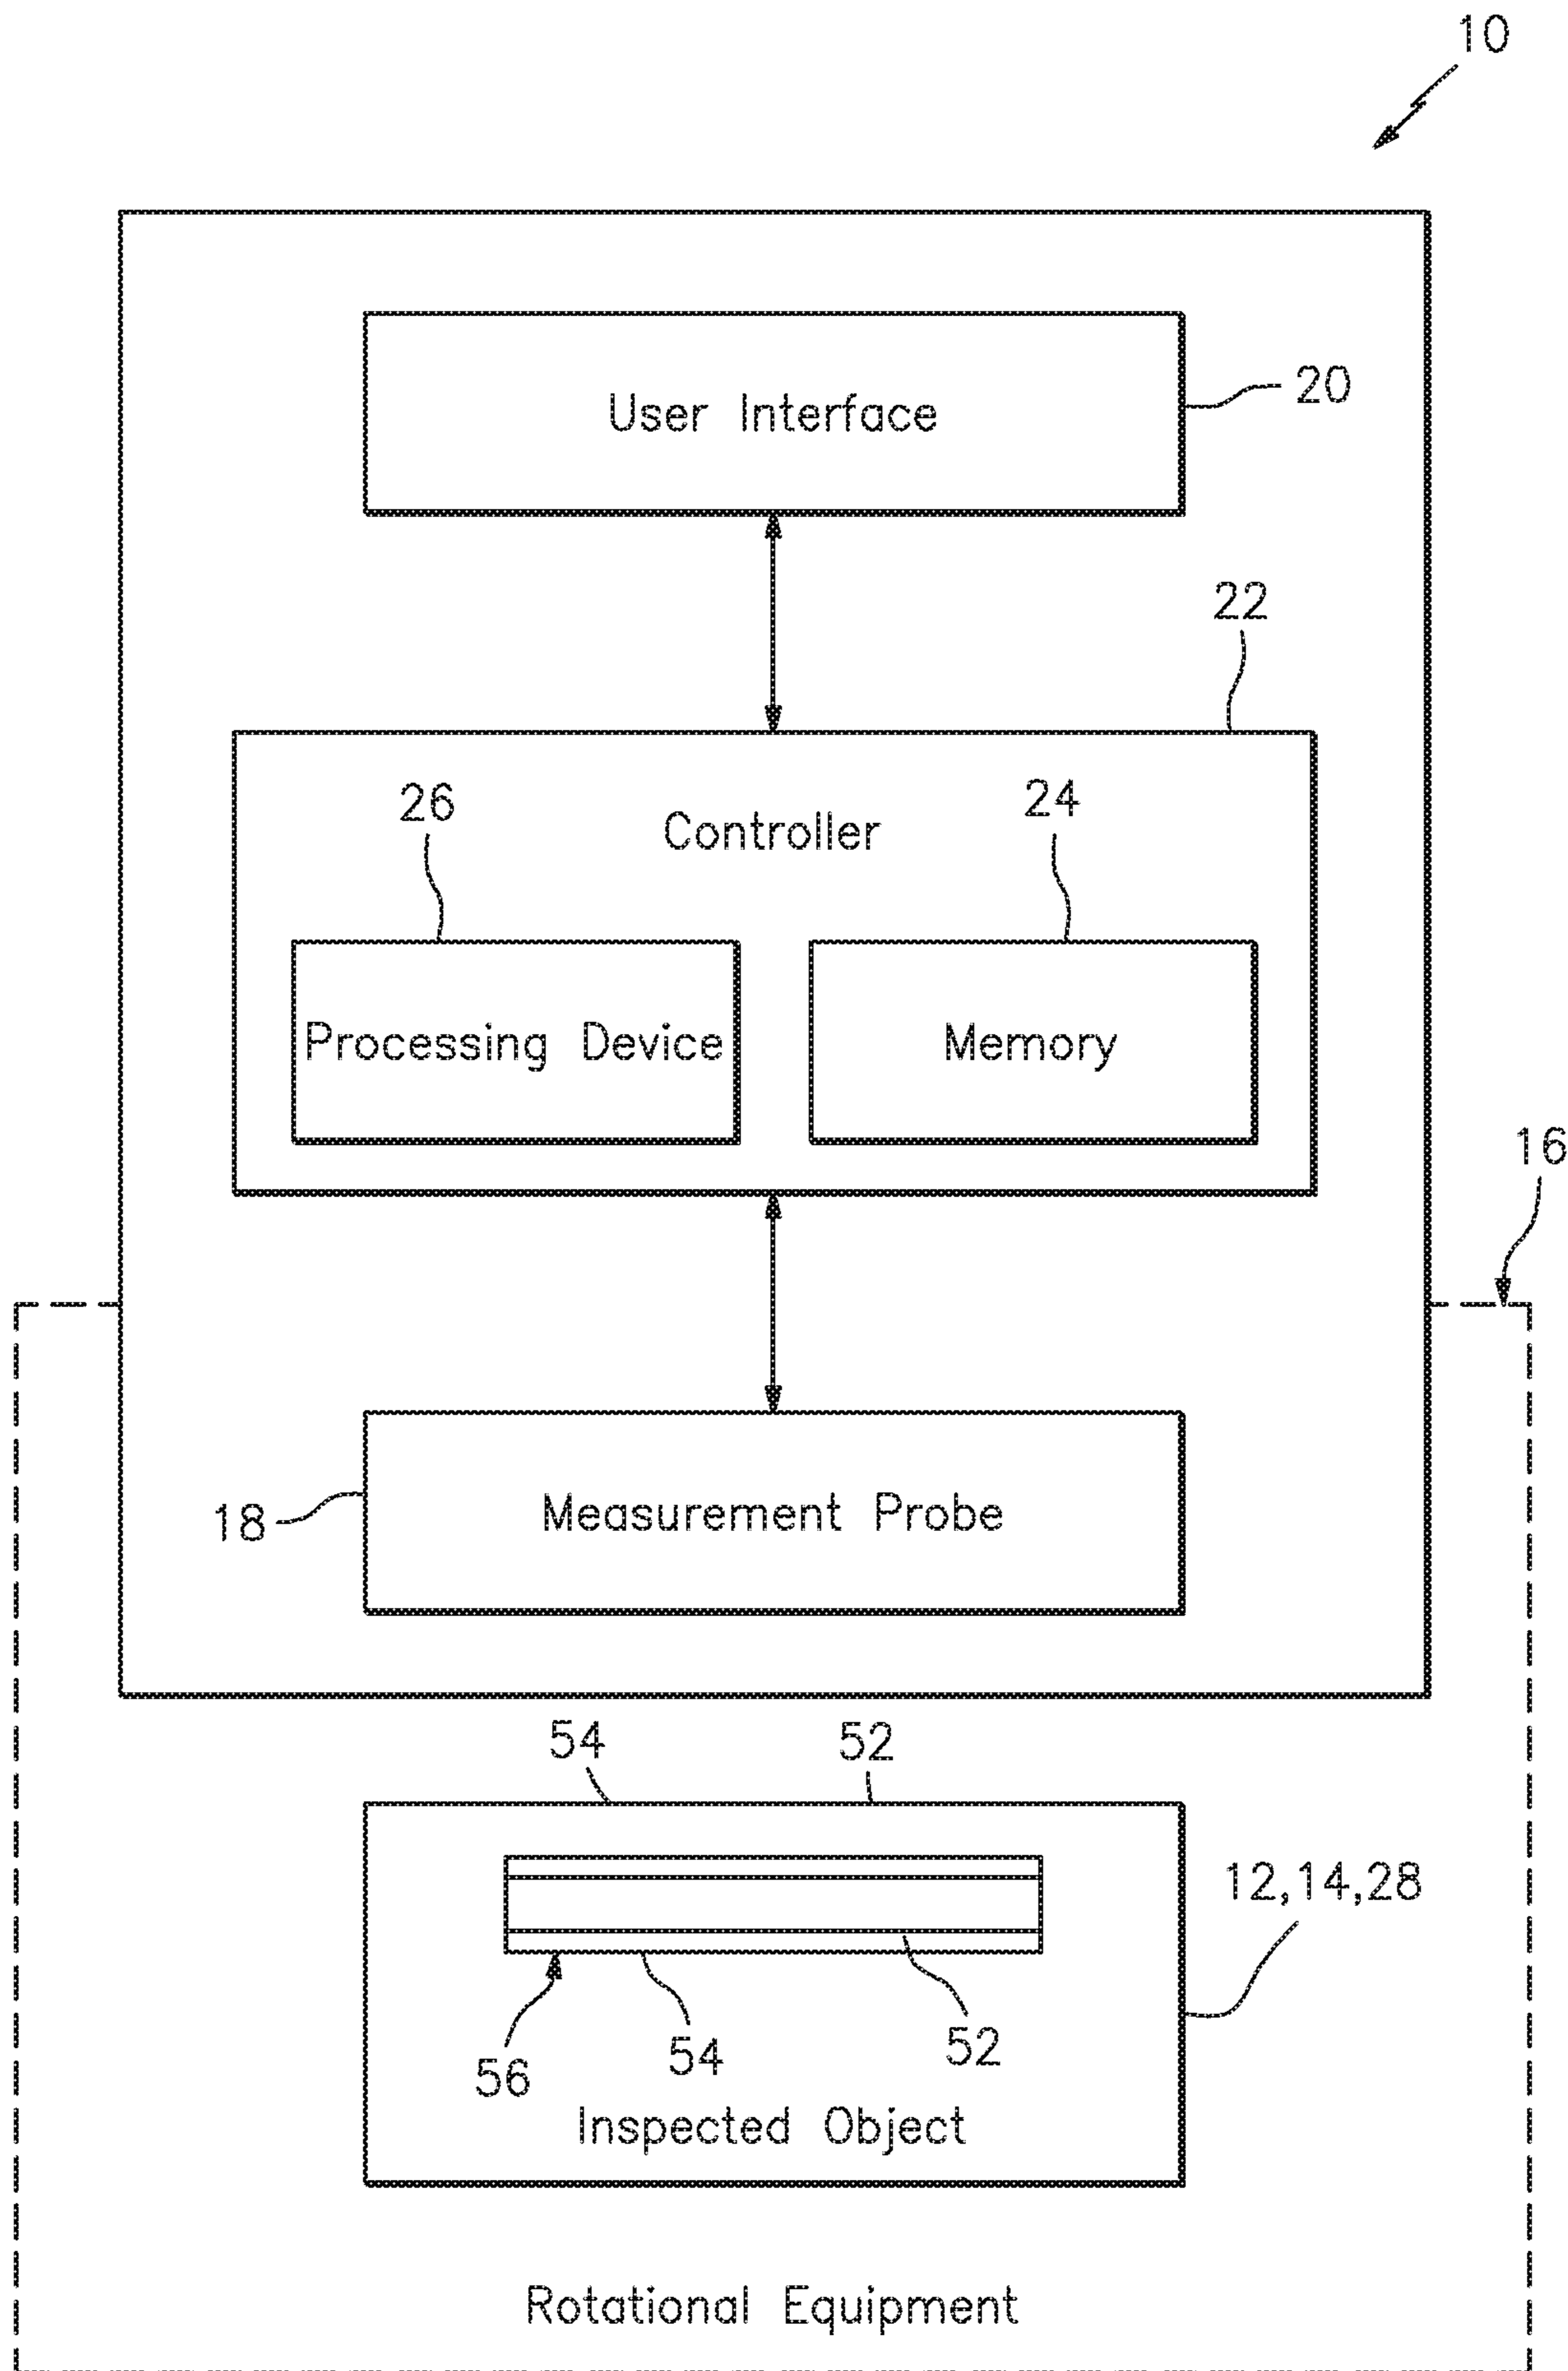 10
User Interface
20
22
26
Controller
24
Processing Device
Memory
16
18
Measurement Probe
54
52
12,14,28
56
54
52
Inspected Object
Rotational Equipment